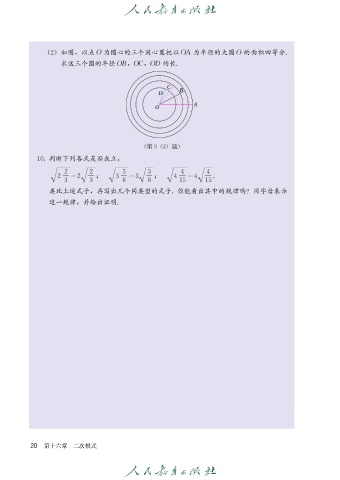 人民教育出版社
(2) 如图，以点O为圆心的三个同心圆把以OA为半径的大圆O的面积四等分.
求这三个圆的半径OB，OC，OD的长.
C
D B
O A
(第9(2)题)
10. 判断下列各式是否成立：
√(2 2/3)=2√(2/3)； √(3 3/8)=3√(3/8)； √(4 4/15)=4√(4/15).
类比上述式子，再写出几个同类型的式子. 你能看出其中的规律吗？用字母表示
这一规律，并给出证明.
20 第十六章 二次根式
人民教育出版社